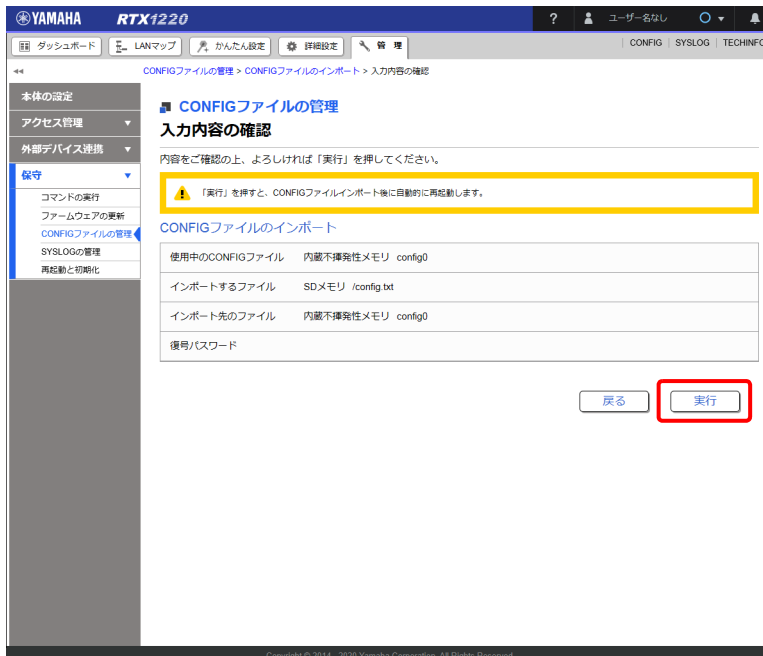 YAMAHA RTX1220 ? ユーザーなし
ダッシュボード LANマップ かんたん設定 詳細設定 管理 CONFIG SYSLOG TECHINFO
CONFIGファイルの管理 > CONFIGファイルのインポート > 入力内容の確認
本体の設定
アクセス管理
外部デバイス連携
保守
コマンドの実行
ファームウェアの更新
CONFIGファイルの管理
SYSLOGの管理
再起動と初期化
CONFIGファイルの管理
入力内容の確認
内容をご確認の上、よろしければ「実行」を押してください。
「実行」を押すと、CONFIGファイルインポート後に自動的に再起動します。
CONFIGファイルのインポート
使用中のCONFIGファイル 内蔵不揮発性メモリ config0
インポートするファイル SDメモリ /config.txt
インポート先のファイル 内蔵不揮発性メモリ config0
復号パスワード
戻る 実行
Copyright © 2014 - 2020 Yamaha Corporation. All Rights Reserved.